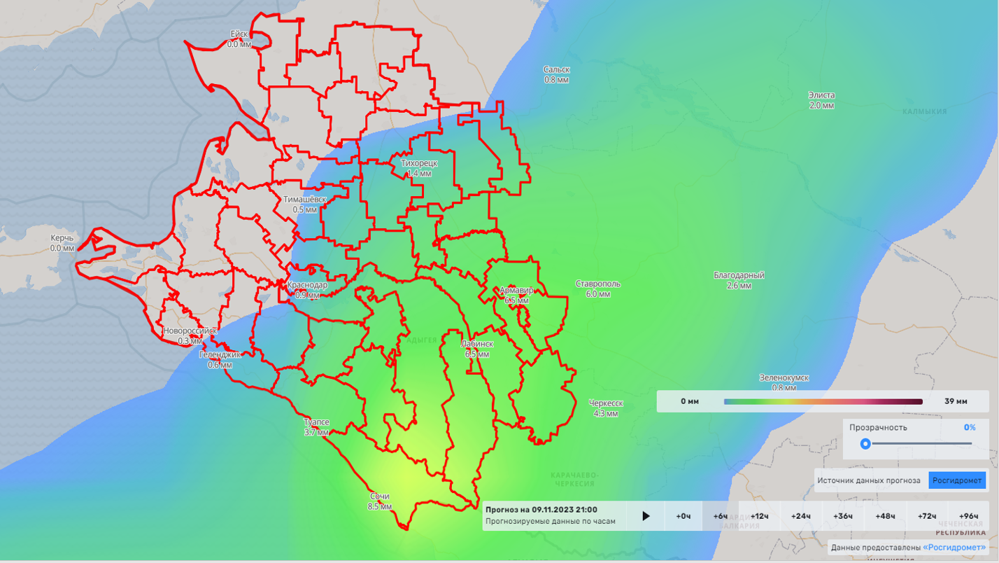 Ейск
0.0 мм
Сальск
0.8 мм
Элиста
2.0 мм
КАЛМЫКИЯ
Тихорецк
1.4 мм
Тимашёвск
0.5 мм
Керчь
0.0 мм
Благодарный
2.6 мм
Ставрополь
6.0 мм
Армавир
6.5 мм
Краснодар
0.9 мм
Новороссийск
0.3 мм
АДЫГЕЯ
Лабинск
6.5 мм
Геленджик
0.6 мм
Зеленокумск
0.8 мм
0 мм
39 мм
Черкесск
4.3 мм
Туапсе
3.7 мм
Прозрачность
0%
КАРАЧАЕВО-
ЧЕРКЕСИЯ
Источник данных прогноза
Росгидромет
Сочи
8.5 мм
Прогноз на 09.11.2023 21:00
Прогнозируемые данные по часам
+0ч
+6ч
+12ч
+24ч
+36ч
+48ч
+72ч
+96ч
ЧЕЧЕНСКАЯ
РЕСПУБЛИКА
Данные предоставлены «Росгидромет»